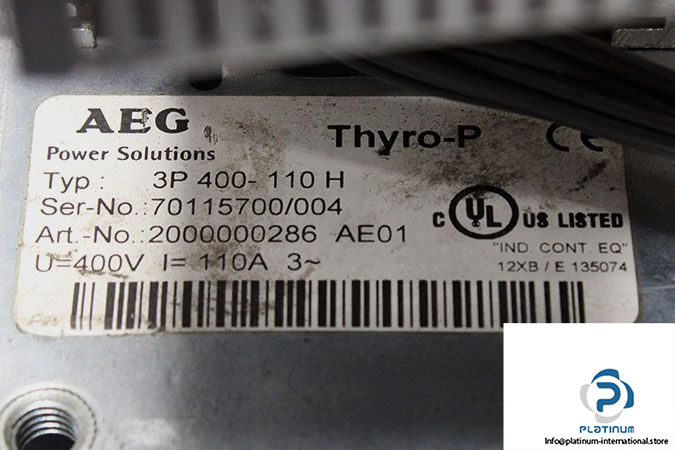 AEG
Power Solutions
Thyro-P CE
Typ : 3P 400- 110 H
Ser-No.:70115700/004
Art.-No.:2000000286 AE01
U=400V I= 110A 3~
C UL US LISTED
"IND. CONT. EQ"
12XB / E 135074
PLATINUM
Info@platinum-international.store